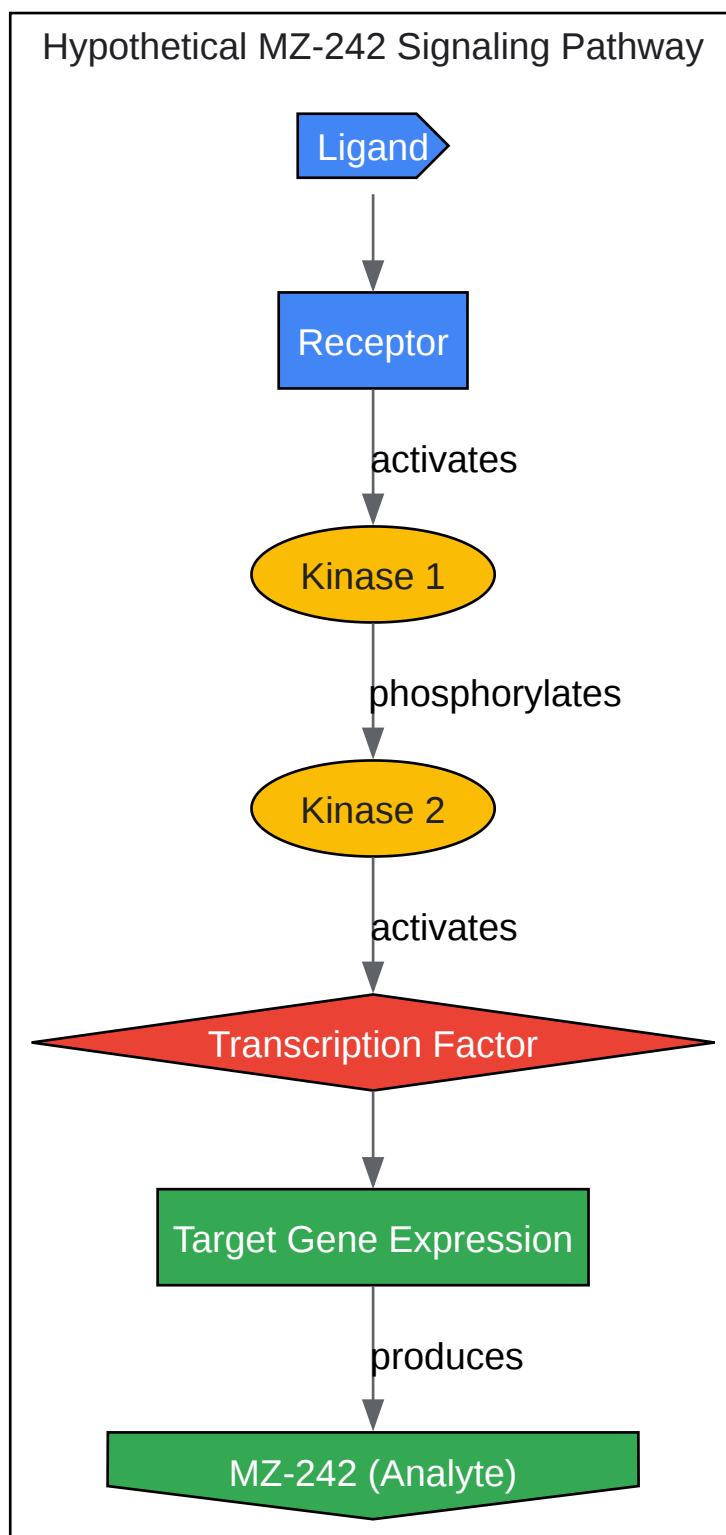 Hypothetical MZ-242 Signaling Pathway
Ligand
Receptor
activates
Kinase 1
phosphorylates
Kinase 2
activates
Transcription Factor
Target Gene Expression
produces
MZ-242 (Analyte)